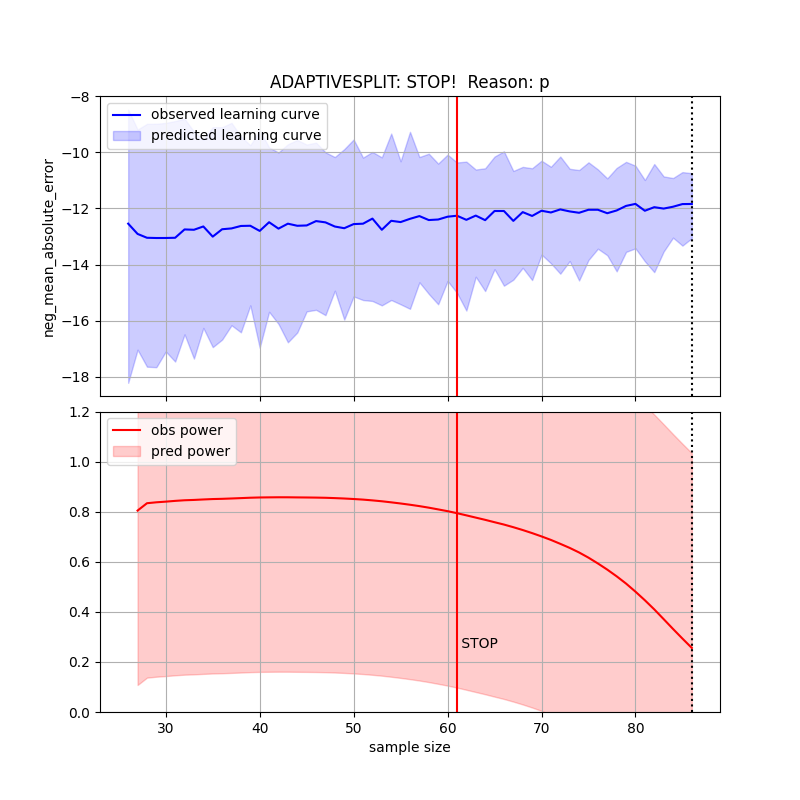 ADAPTIVESPLIT: STOP!  Reason: p
observed learning curve
predicted learning curve
neg_mean_absolute_error
−8
−10
−12
−14
−16
−18
obs power
pred power
1.2
1.0
0.8
0.6
0.4
0.2
0.0
STOP
30 40 50 60 70 80
sample size